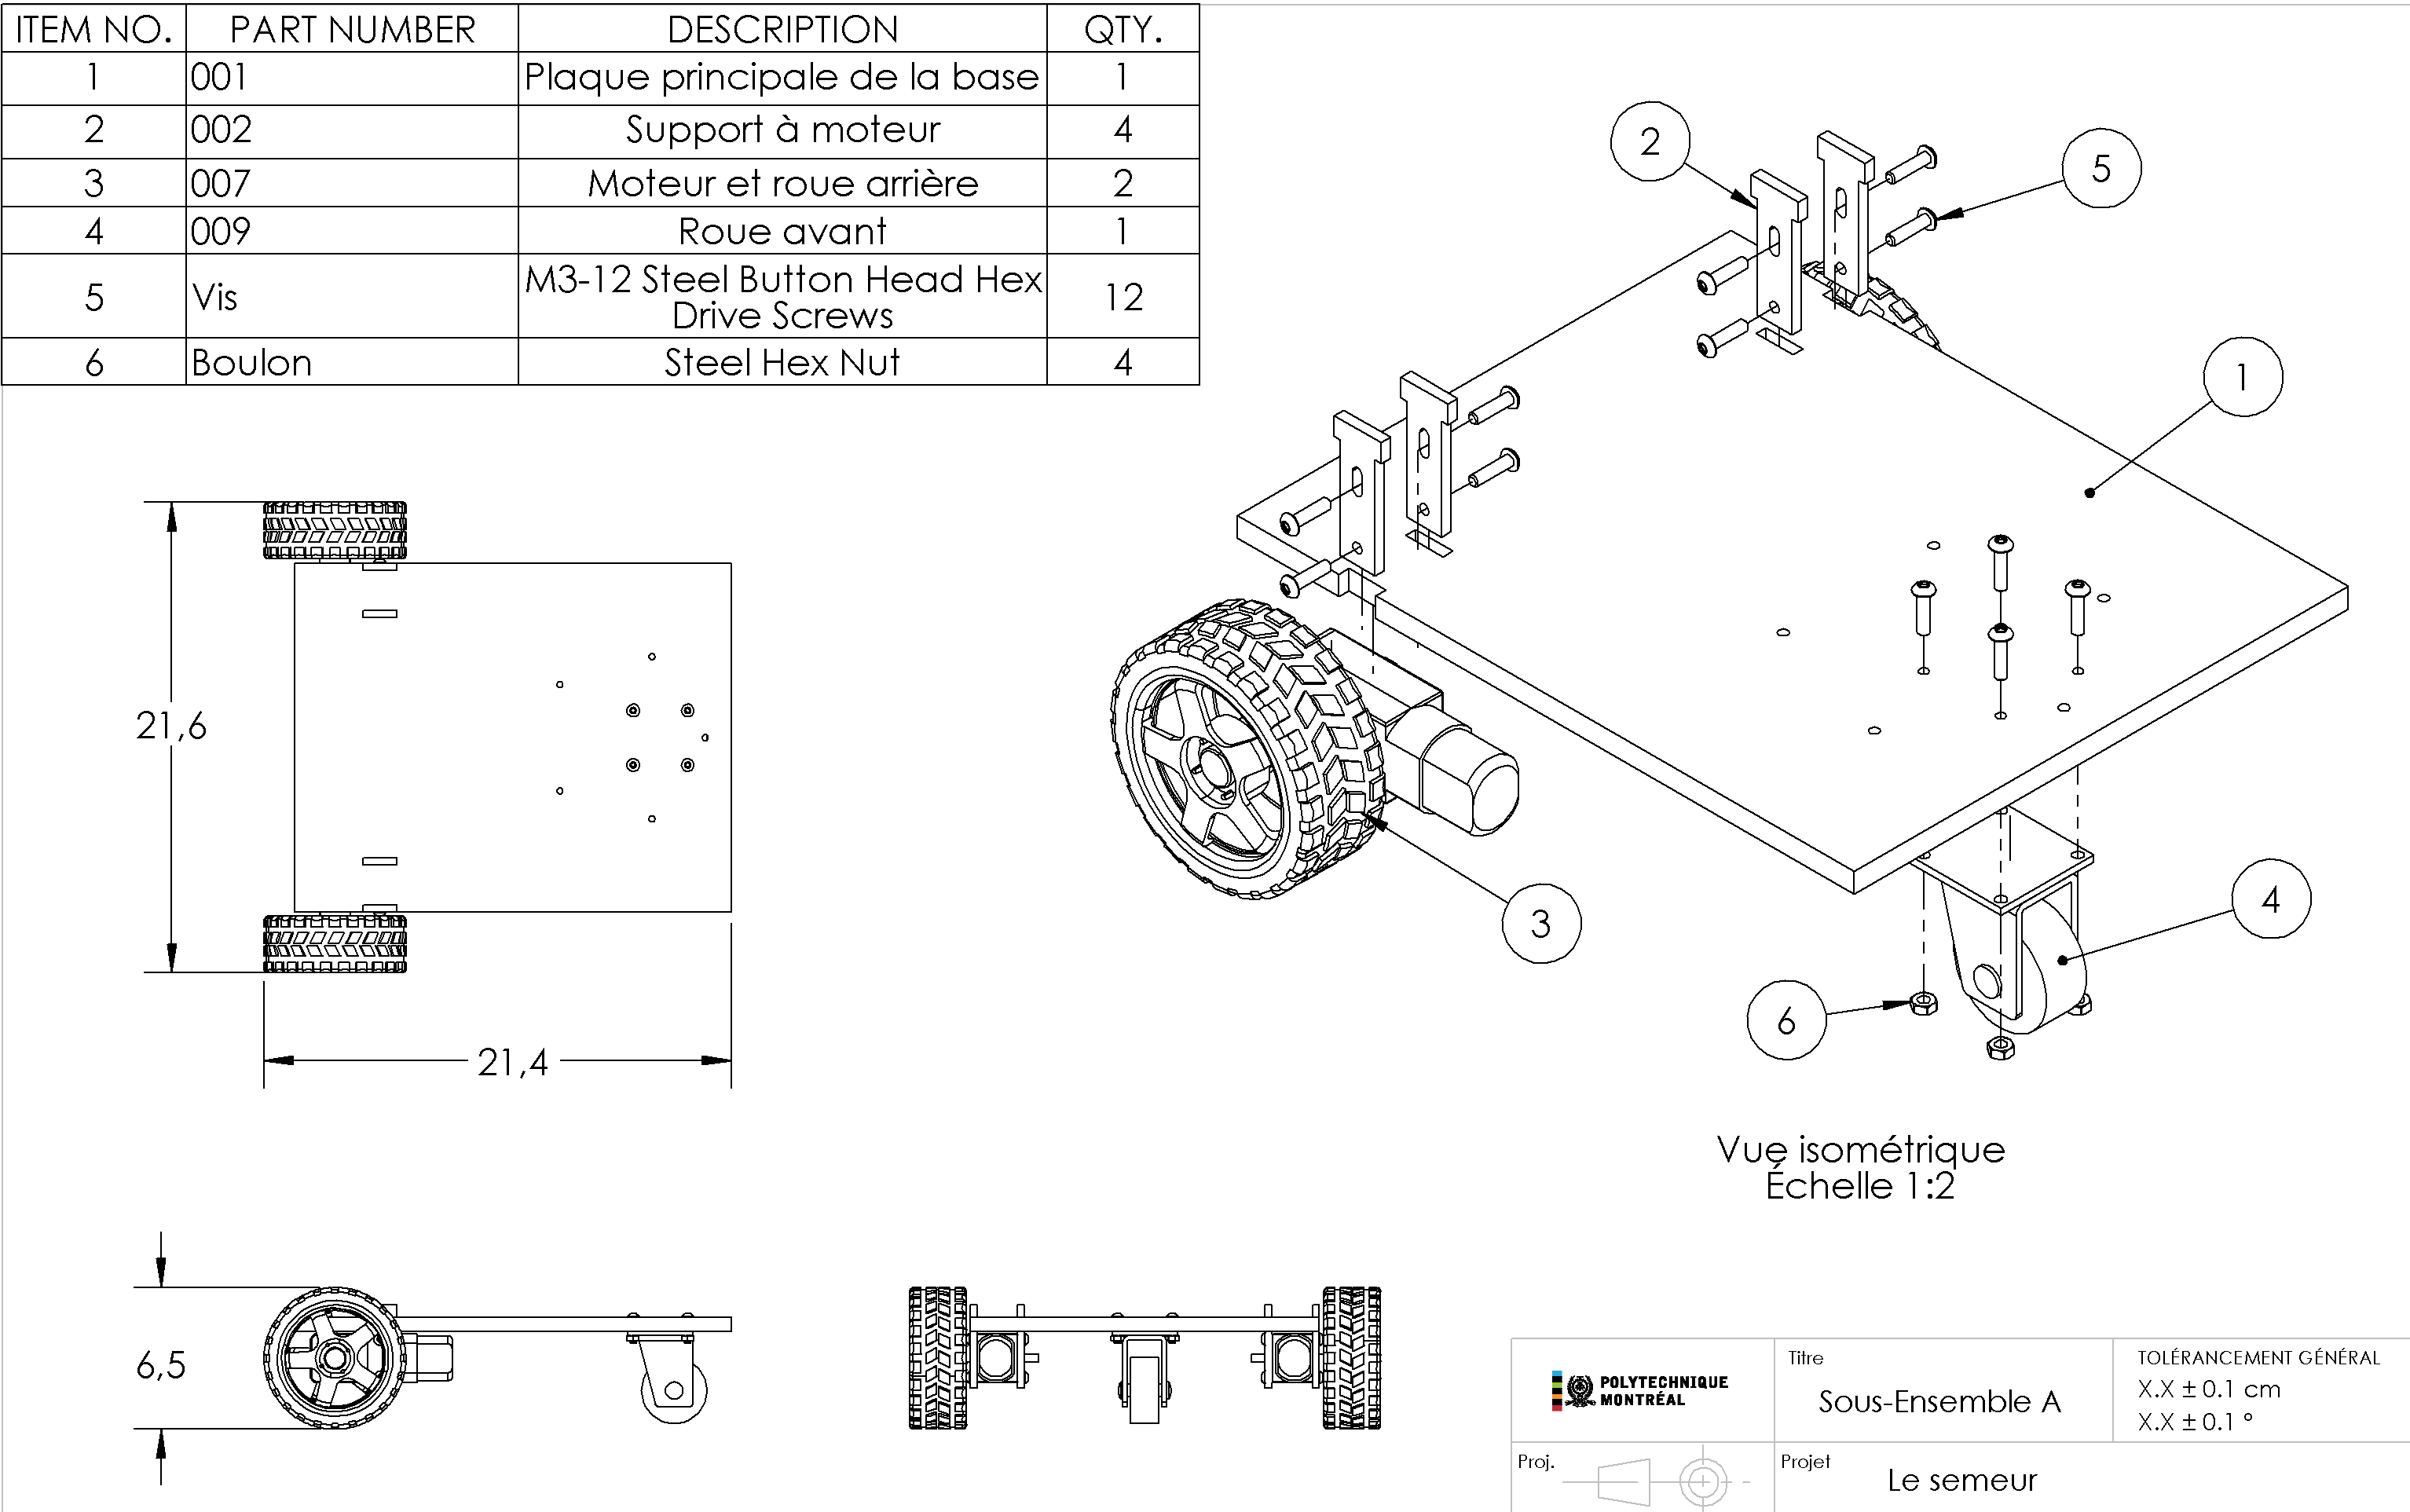 ITEM NO. PART NUMBER DESCRIPTION QTY.
1 001 Plaque principale de la base 1
2 002 Support à moteur 4
3 007 Moteur et roue arrière 2
4 009 Roue avant 1
5 Vis M3-12 Steel Button Head Hex
Drive Screws 12
6 Boulon Steel Hex Nut 4
2
5
1
3
4
6
21,6
21,4
Vue isométrique
Échelle 1:2
6,5
POLYTECHNIQUE
MONTRÉAL
Titre
Sous-Ensemble A
TOLÉRANCEMENT GÉNÉRAL
X.X ± 0.1 cm
X.X ± 0.1 °
Proj.
Projet
Le semeur